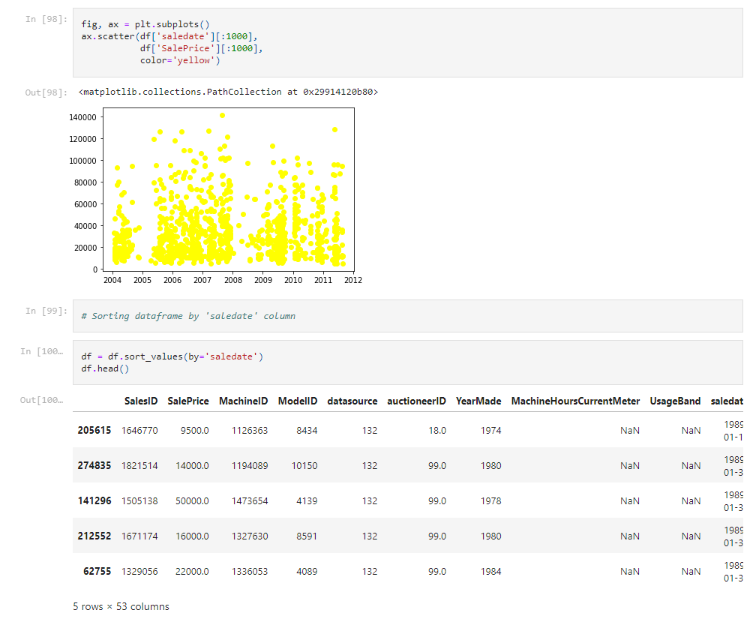 In [98]:
fig, ax = plt.subplots()
ax.scatter(df['saledate'][:1000],
df['SalePrice'][:1000],
color='yellow')
Out[98]: <matplotlib.collections.PathCollection at 0x29914120b80>
140000
120000
100000
80000
60000
40000
20000
0
2004 2005 2006 2007 2008 2009 2010 2011 2012
In [99]:
# Sorting dataframe by 'saledate' column
In [100…
df = df.sort_values(by='saledate')
df.head()
Out[100…
SalesID SalePrice MachineID ModelID datasource auctioneerID YearMade MachineHoursCurrentMeter UsageBand saledat
205615 1646770 9500.0 1126363 8434 132 18.0 1974 NaN NaN 1989
01-1
274835 1821514 14000.0 1194089 10150 132 99.0 1980 NaN NaN 1989
01-3
141296 1505138 50000.0 1473654 4139 132 99.0 1978 NaN NaN 1989
01-3
212552 1671174 16000.0 1327630 8591 132 99.0 1980 NaN NaN 1989
01-3
62755 1329056 22000.0 1336053 4089 132 99.0 1984 NaN NaN 1989
01-3
5 rows × 53 columns